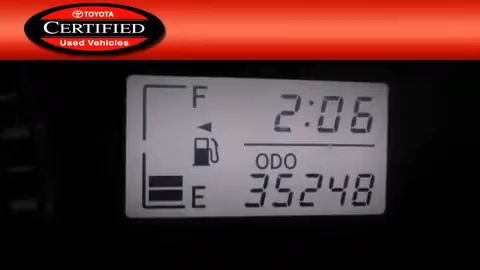 TOYOTA
CERTIFIED
Used Vehicles
F
2:06
ODO
E
35248